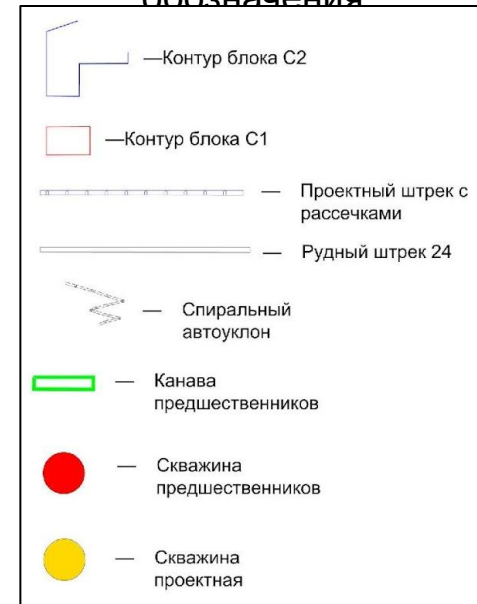 обозначения
—Контур блока С2
—Контур блока С1
— Проектный штрек с
рассечками
— Рудный штрек 24
— Спиральный
автоуклон
— Канава
предшественников
— Скважина
предшественников
— Скважина
проектная